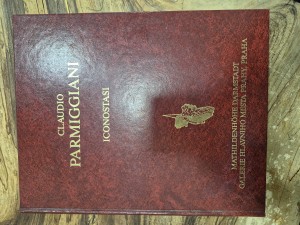 CLAUDIO
PARMIGGIANI
ICONOSTASI
MATHILDENHÖHE DARMSTADT
GALERIE HLAVNÍHO MĚSTA PRAHY, PRAHA